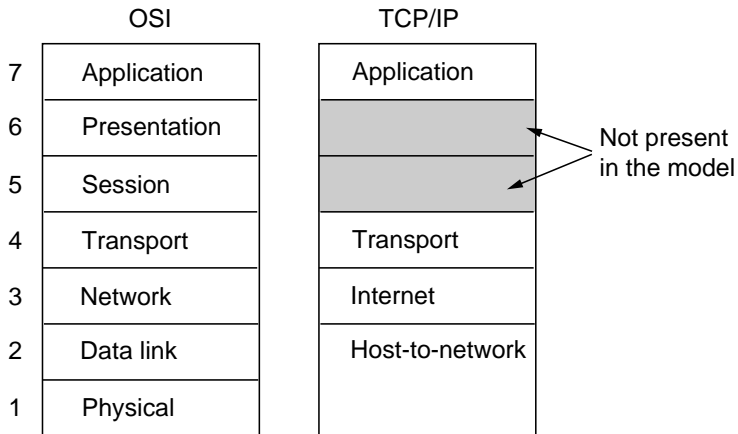 OSI
TCP/IP
7
Application
Application
6
Presentation
Not present
in the model
5
Session
4
Transport
Transport
3
Network
Internet
2
Data link
Host-to-network
1
Physical